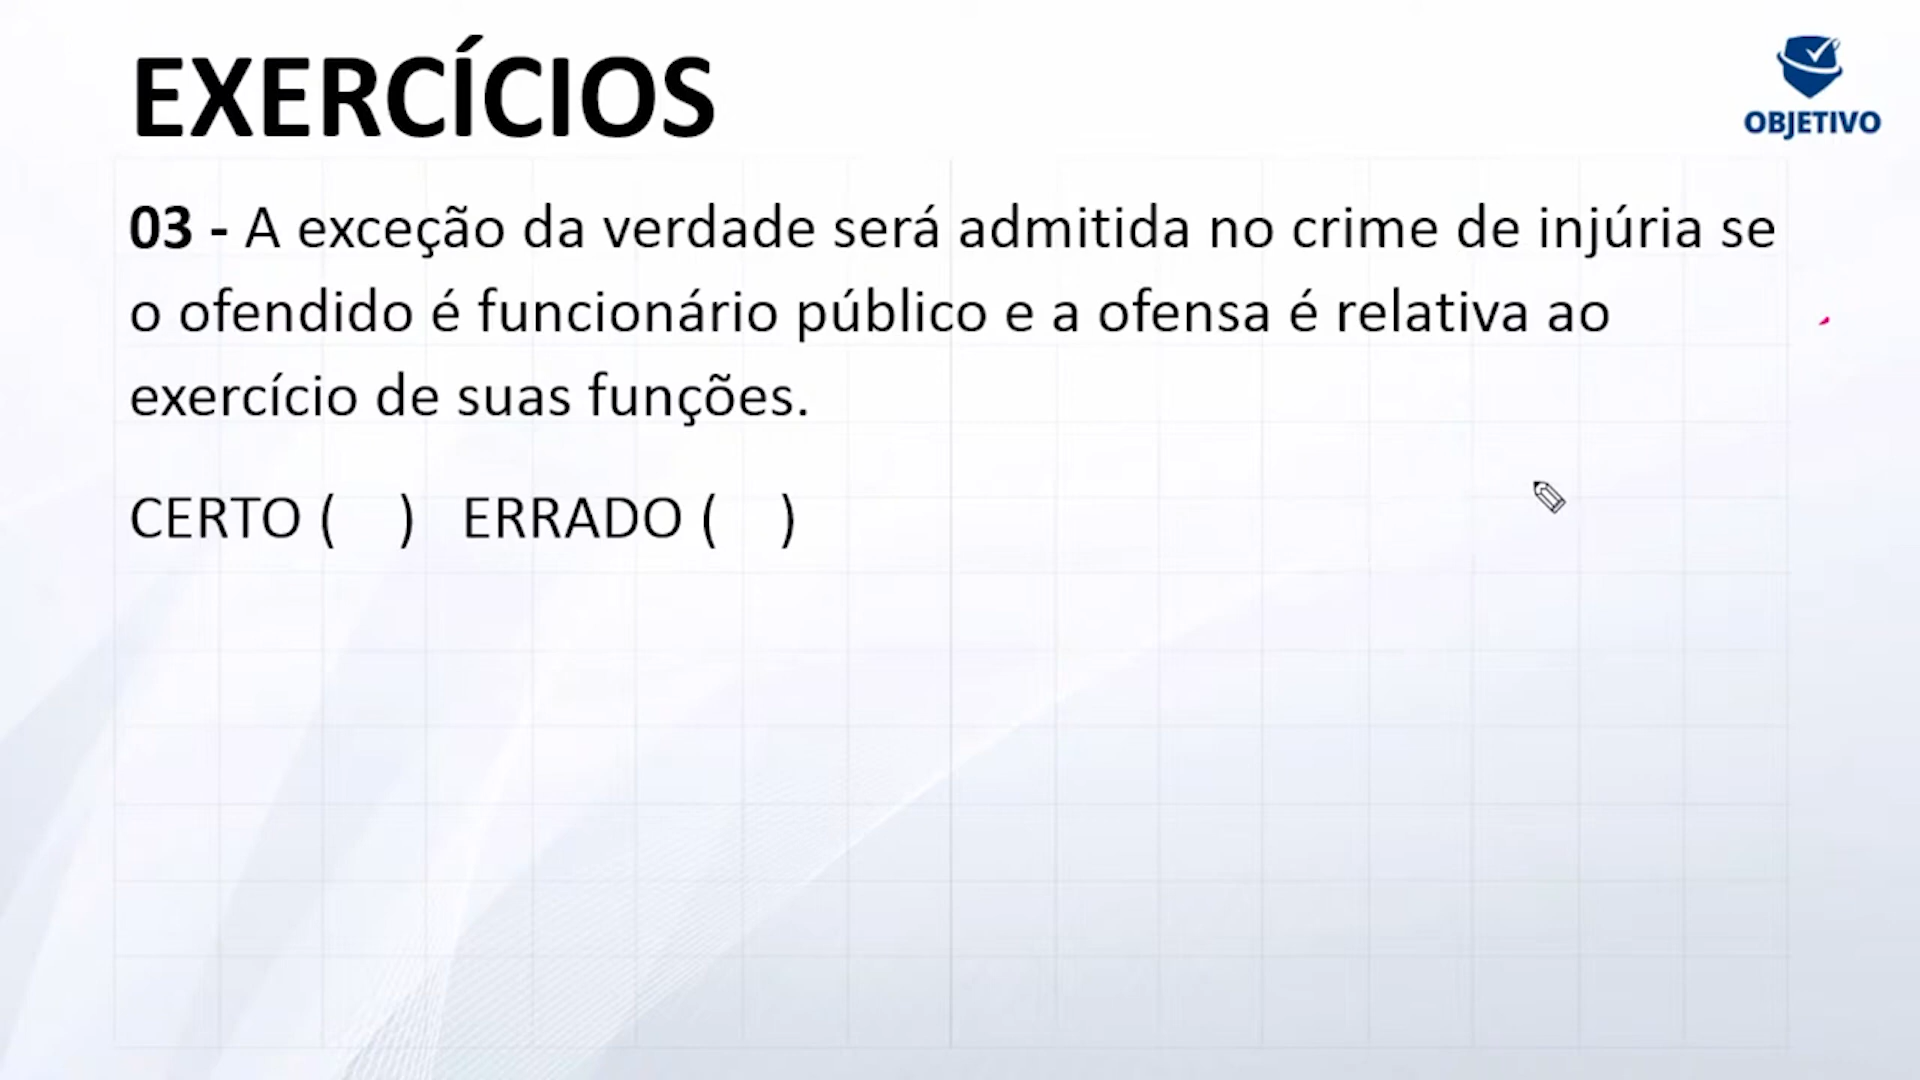 EXERCÍCIOS
OBJETIVO
03 - A exceção da verdade será admitida no crime de injúria se
o ofendido é funcionário público e a ofensa é relativa ao
exercício de suas funções.
CERTO ( ) ERRADO ( )